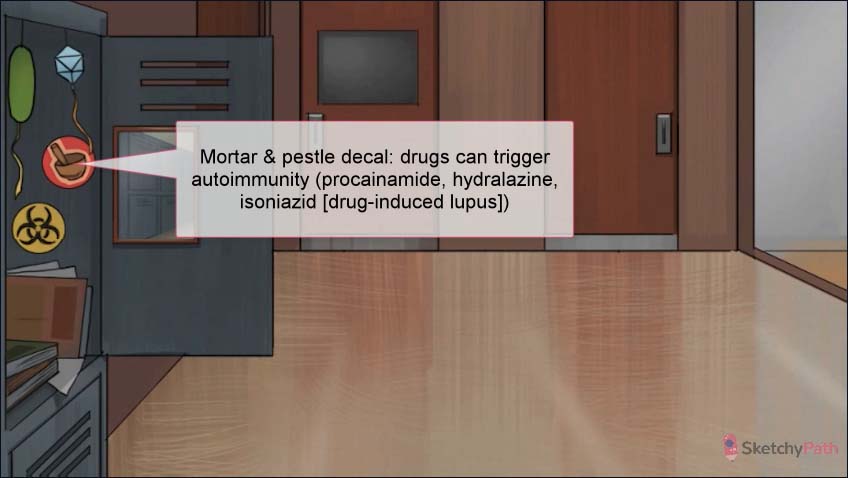 Mortar & pestle decal: drugs can trigger
autoimmunity (procainamide, hydralazine,
isoniazid [drug-induced lupus])
SketchyPath